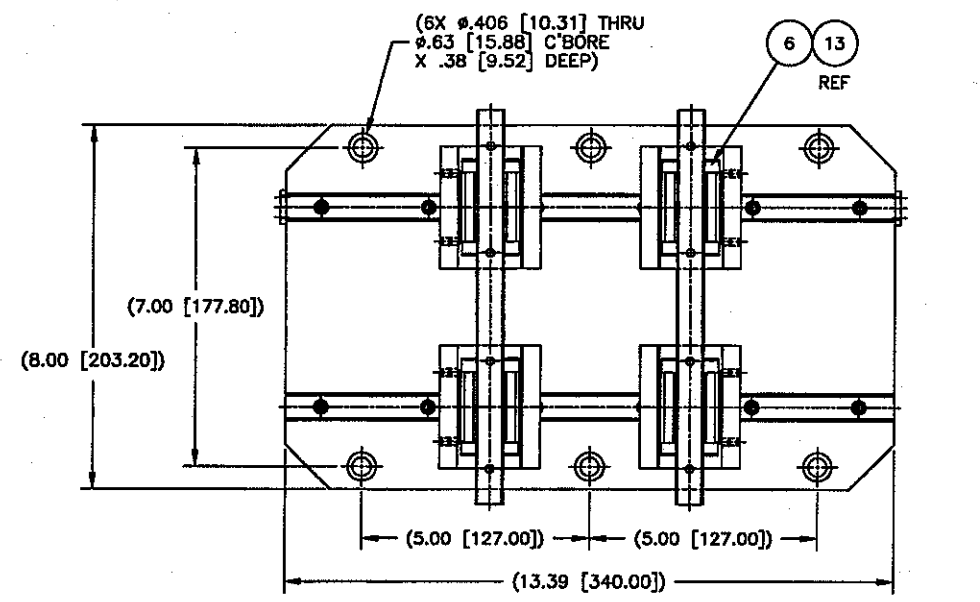 (6X ø.406 [10.31] THRU
ø.63 [15.88] C'BORE
X .38 [9.52] DEEP)
6 13
REF
(7.00 [177.80])
(8.00 [203.20])
(5.00 [127.00]) (5.00 [127.00])
(13.39 [340.00])